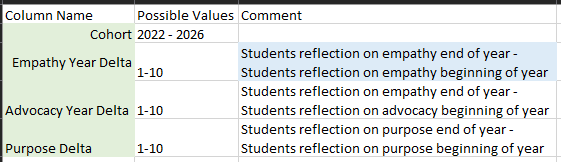 Column Name Possible Values Comment
Cohort 2022 - 2026
Empathy Year Delta 1-10 Students reflection on empathy end of year -
Students reflection on empathy beginning of year
Advocacy Year Delta 1-10 Students reflection on empathy end of year -
Students reflection on advocacy beginning of year
Purpose Delta 1-10 Students reflection on purpose end of year -
Students reflection on purpose beginning of year